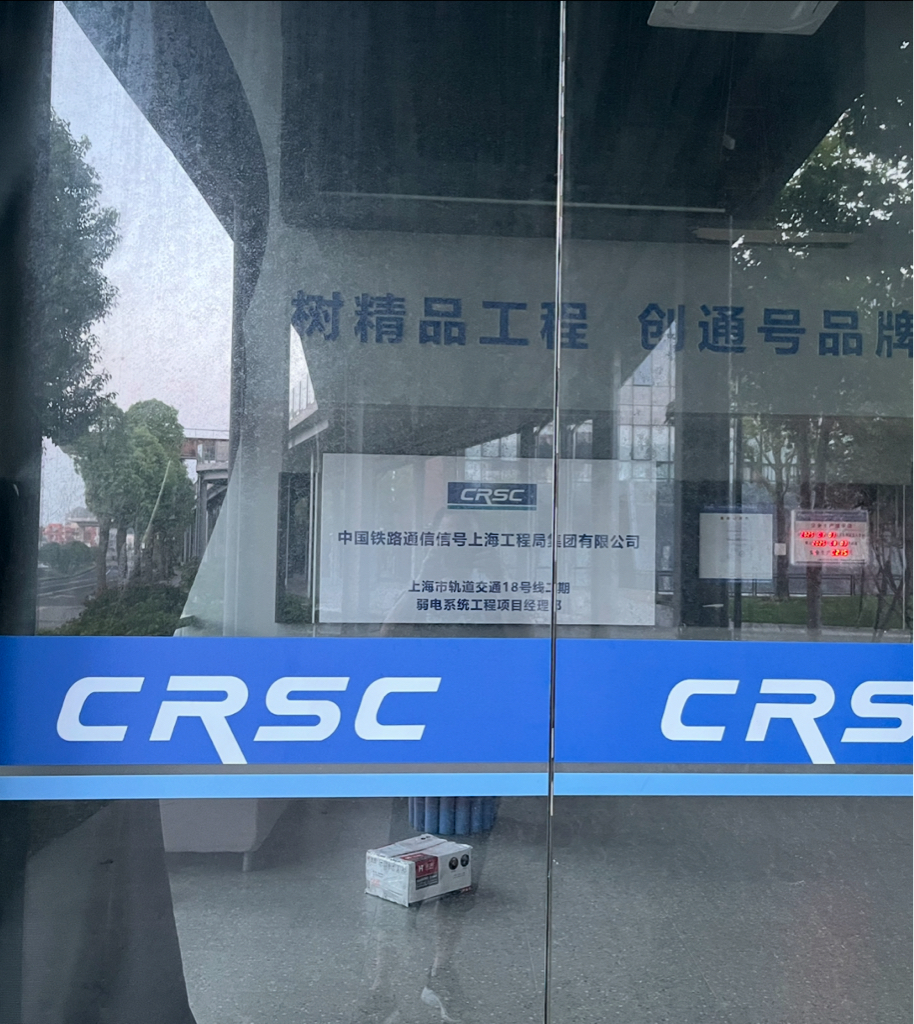 树精品工程 创通号品牌
CRSC
中国铁路通信信号上海工程局集团有限公司
上海市轨道交通18号线二期
弱电系统工程项目经理部
CRSC CRS